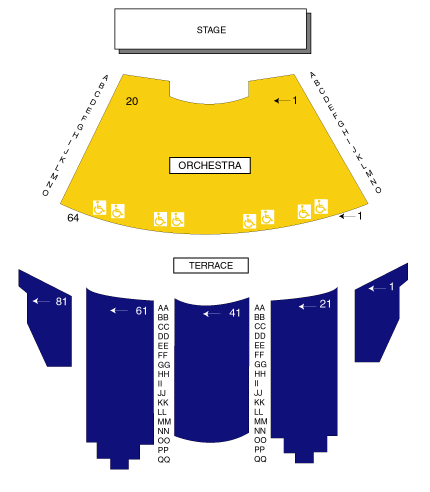 STAGE
A
B
C
D
E
F
G
H
I
J
K
L
M
N
O
A
B
C
D
E
F
G
H
I
J
K
L
M
N
O
20
1
ORCHESTRA
64
1
TERRACE
81
61
41
21
1
AA
BB
CC
DD
EE
FF
GG
HH
II
JJ
KK
LL
MM
NN
OO
PP
QQ
AA
BB
CC
DD
EE
FF
GG
HH
II
JJ
KK
LL
MM
NN
OO
PP
QQ